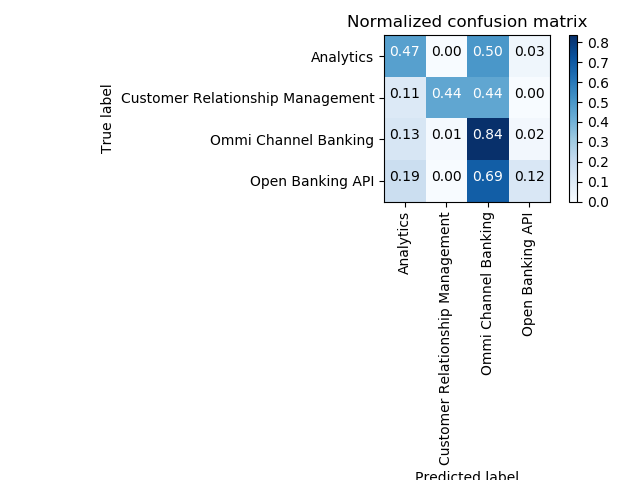 Normalized confusion matrix
True label
Analytics 0.47 0.00 0.50 0.03
Customer Relationship Management 0.11 0.44 0.44 0.00
Ommi Channel Banking 0.13 0.01 0.84 0.02
Open Banking API 0.19 0.00 0.69 0.12
0.8
0.7
0.6
0.5
0.4
0.3
0.2
0.1
0.0
Analytics
Customer Relationship Management
Ommi Channel Banking
Open Banking API
Predicted label